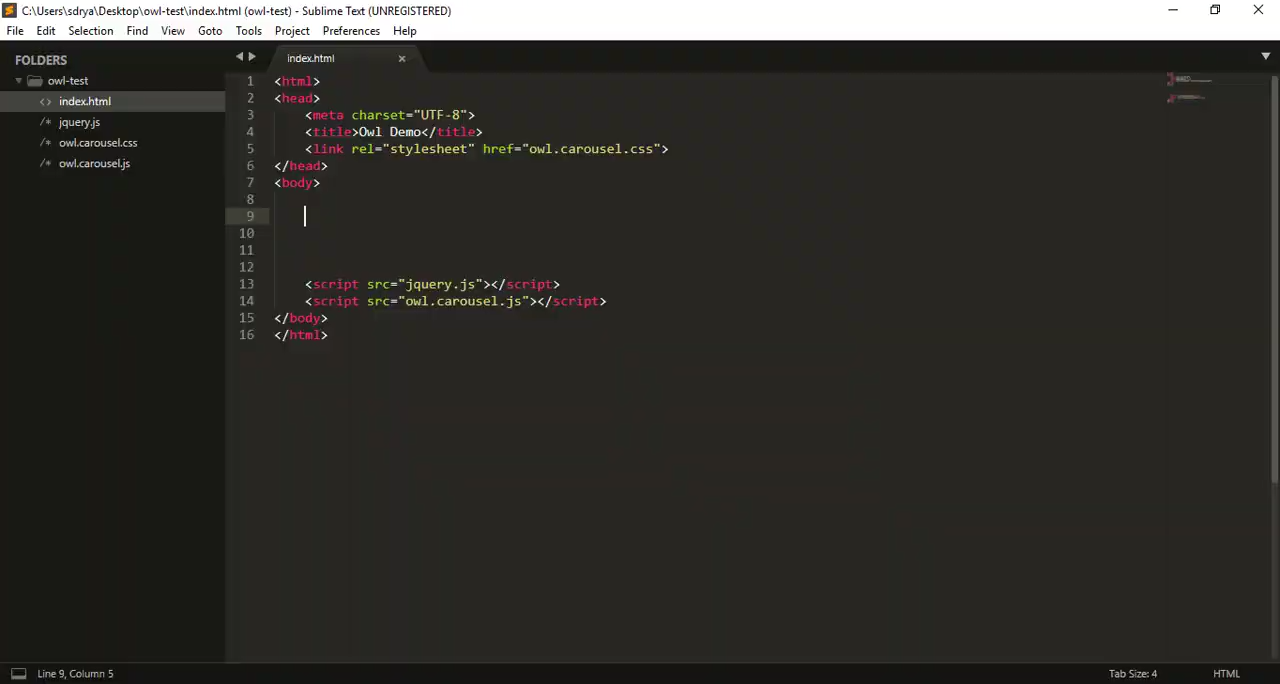 C:\Users\sdrya\Desktop\owl-test\index.html (owl-test) - Sublime Text (UNREGISTERED)
File Edit Selection Find View Goto Tools Project Preferences Help
FOLDERS
owl-test
index.html
jquery.js
owl.carousel.css
owl.carousel.js
index.html
1 <html>
2 <head>
3 <meta charset="UTF-8">
4 <title>Owl Demo</title>
5 <link rel="stylesheet" href="owl.carousel.css">
6 </head>
7 <body>
8
9
10
11
12
13 <script src="jquery.js"></script>
14 <script src="owl.carousel.js"></script>
15 </body>
16 </html>
Line 9, Column 5
Tab Size: 4
HTML